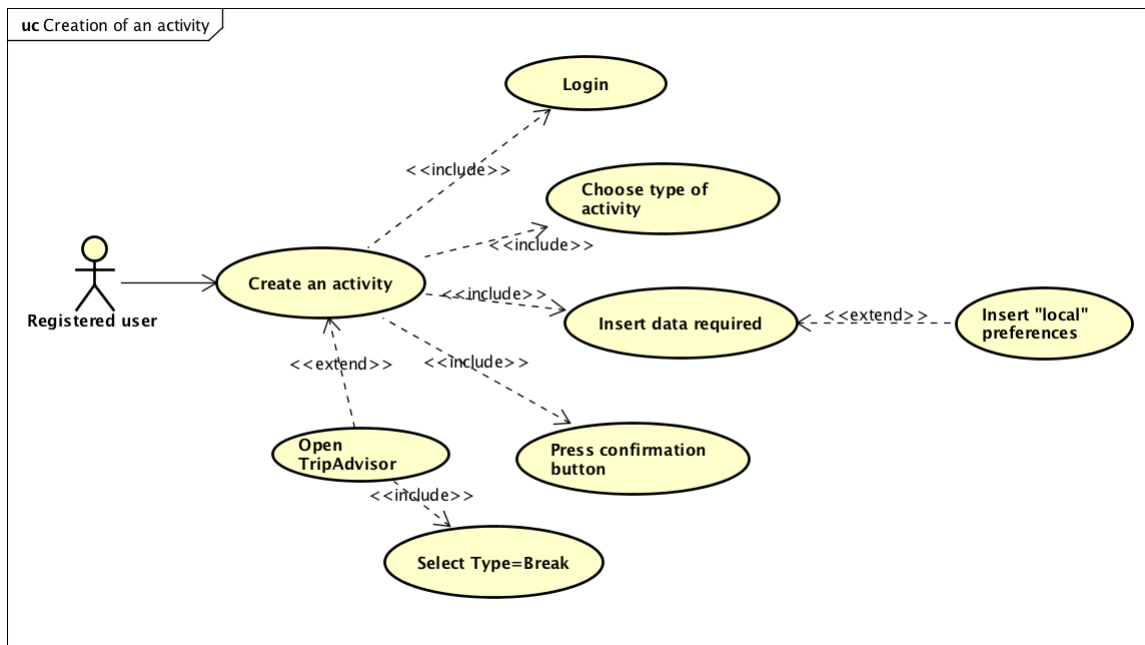 uc Creation of an activity
Login
<<include>>
Choose type of
activity
<<include>>
Create an activity
<<include>>
Insert data required
<<extend>>
Insert "local"
preferences
Registered user
<<extend>>
<<include>>
Open
TripAdvisor
Press confirmation
button
<<include>>
Select Type=Break